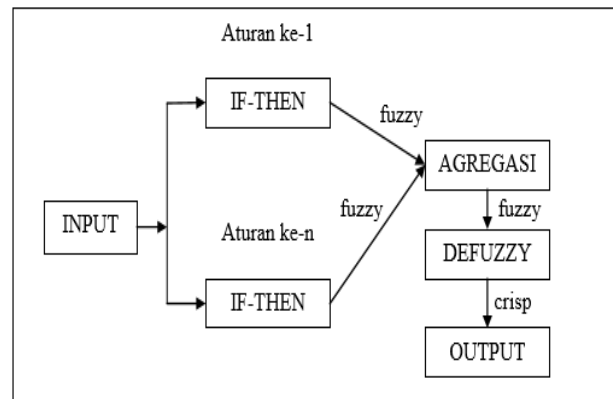 Aturan ke-1
IF-THEN
fuzzy
AGREGASI
INPUT
Aturan ke-n
fuzzy
fuzzy
DEFUZZY
IF-THEN
crisp
OUTPUT